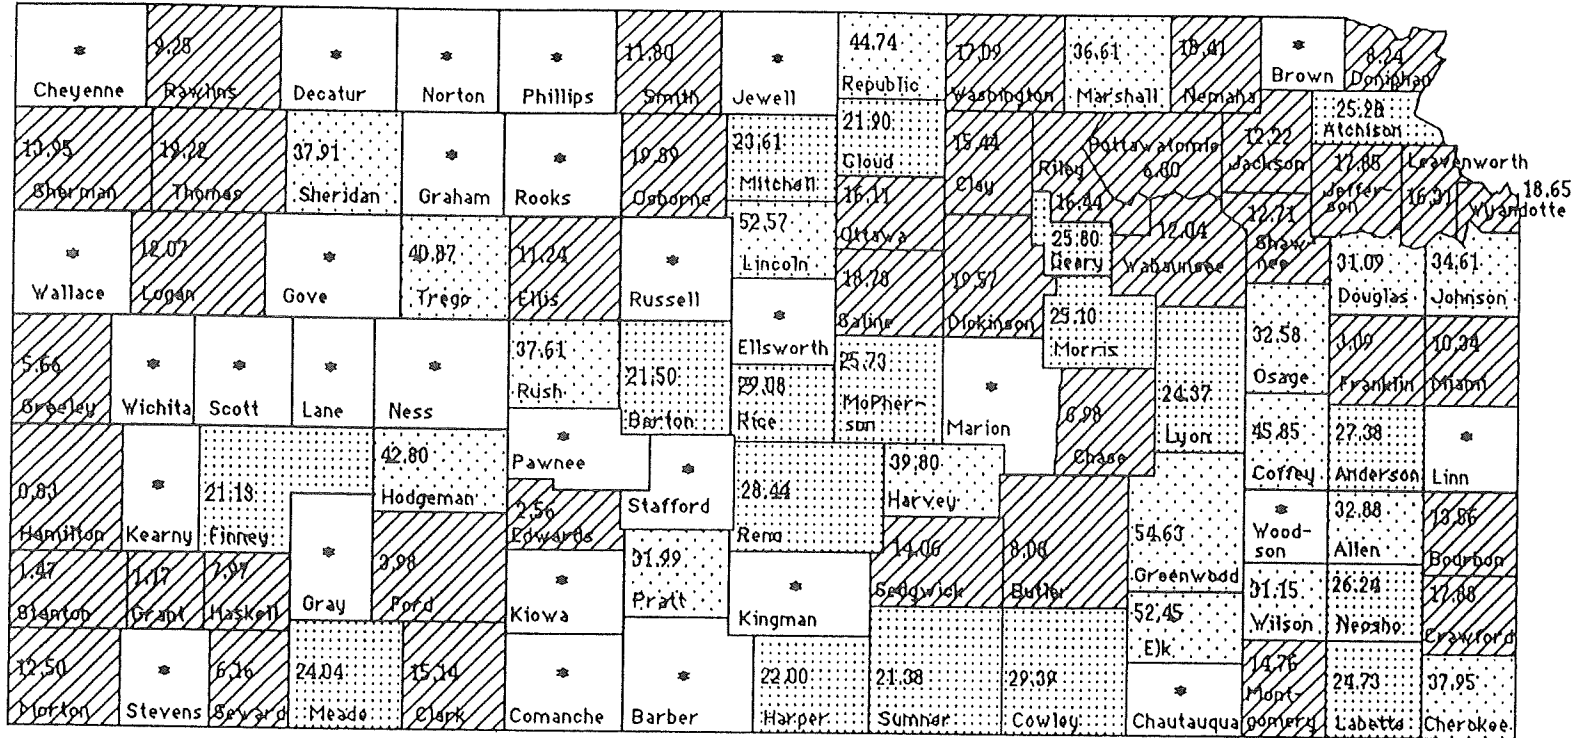 Cheyenne
9.28
Rawlins
Decatur
Norton
Phillips
11.80
Smith
Jewell
44.74
Republic
17.09
Washington
36.61
Marshall
18.41
Nemaha
Brown
8.24
Doniphan
13.95
Sherman
19.28
Thomas
37.91
Sheridan
Graham
Rooks
19.89
Osborne
23.61
Mitchell
21.90
Cloud
15.44
Clay
Riley
16.44
Pottawatomie
6.80
12.22
Jackson
25.28
Atchison
17.85
Jeffer-
son
Leavenworth
16.31
18.65
Wyandotte
Wallace
12.07
Logan
Gove
40.87
Trego
11.24
Ellis
Russell
52.57
Lincoln
16.11
Ottawa
18.78
Saline
19.57
Dickinson
25.80
Geary
12.04
Wabaunsee
12.71
Shaw-
nee
31.09
Douglas
34.61
Johnson
5.66
Greeley
Wichita
Scott
Lane
Ness
37.61
Rush
21.50
Barton
Ellsworth
29.08
Rice
25.73
McPher-
son
Marion
25.10
Morris
6.98
Chase
24.37
Lyon
32.58
Osage
3.09
Franklin
10.34
Miami
0.83
Hamilton
Kearny
21.13
Finney
42.80
Hodgeman
Pawnee
2.56
Edwards
Stafford
28.44
Reno
39.80
Harvey
45.85
Coffey
27.38
Anderson
Linn
1.47
Stanton
1.17
Grant
7.97
Haskell
Gray
3.98
Ford
Kiowa
31.99
Pratt
Kingman
14.06
Sedgwick
8.08
Butler
54.63
Greenwood
Wood-
son
32.88
Allen
13.56
Bourbon
31.15
Wilson
26.24
Neosho
17.88
Crawford
12.50
Morton
Stevens
6.16
Seward
24.04
Meade
15.14
Clark
Comanche
Barber
22.00
Harper
21.38
Sumner
29.39
Cowley
52.45
Elk
Chautauqua
14.76
Mont-
gomery
24.73
Labette
37.95
Cherokee